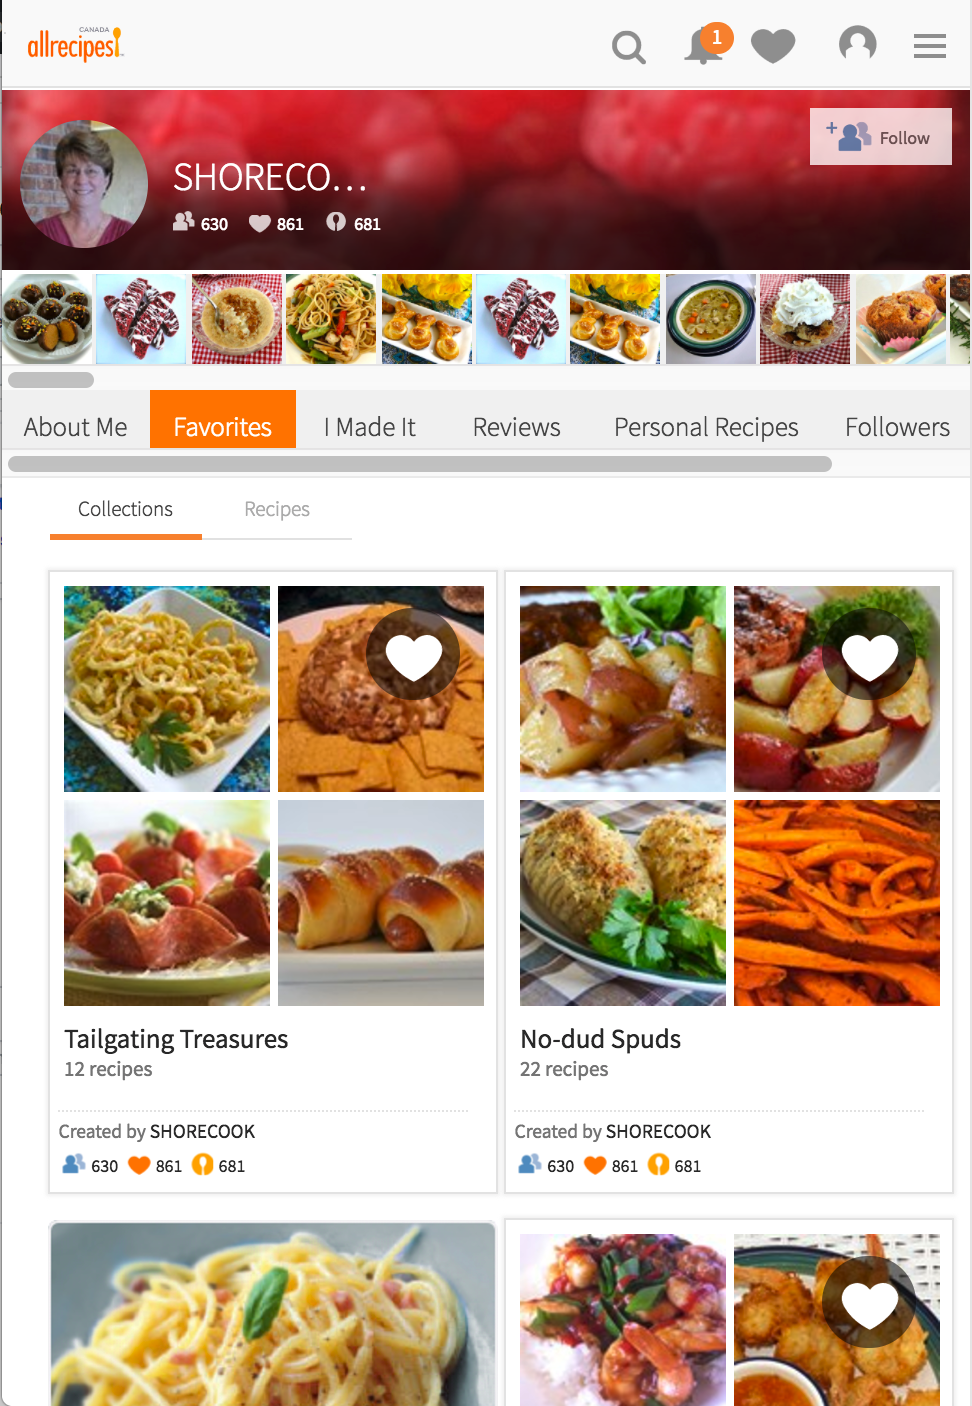 CANADA
allrecipes!
1
Follow
SHORECO...
630 861 681
About Me Favorites I Made It Reviews Personal Recipes Followers
Collections Recipes
Tailgating Treasures
12 recipes
Created by SHORECOOK
630 861 681
No-dud Spuds
22 recipes
Created by SHORECOOK
630 861 681